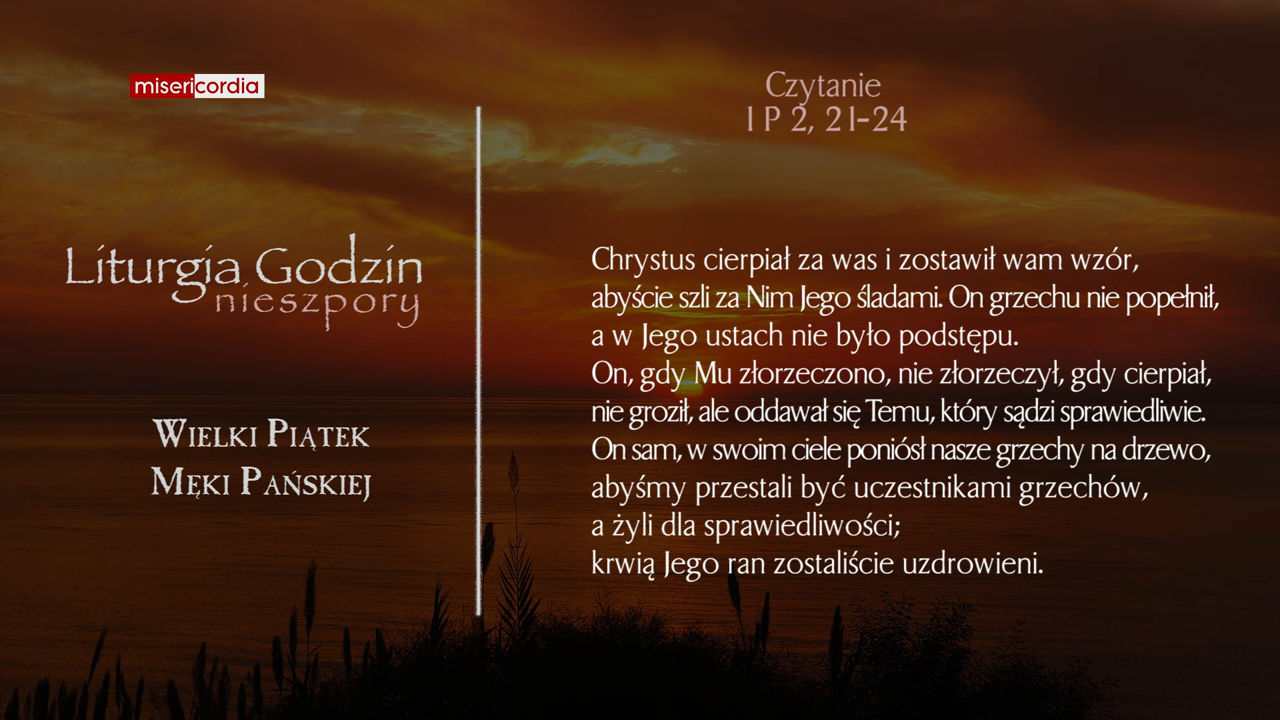 misericordia
Liturgia Godzin
nieszpory
Wielki Piątek
Męki Pańskiej
Czytanie
1 P 2, 21-24
Chrystus cierpiał za was i zostawił wam wzór,
abyście szli za Nim Jego śladami. On grzechu nie popełnił,
a w Jego ustach nie było podstępu.
On, gdy Mu złorzeczono, nie złorzeczył, gdy cierpiał,
nie groził, ale oddawał się Temu, który sądzi sprawiedliwie.
On sam, w swoim ciele poniósł nasze grzechy na drzewo,
abyśmy przestali być uczestnikami grzechów,
a żyli dla sprawiedliwości;
krwią Jego ran zostaliście uzdrowieni.